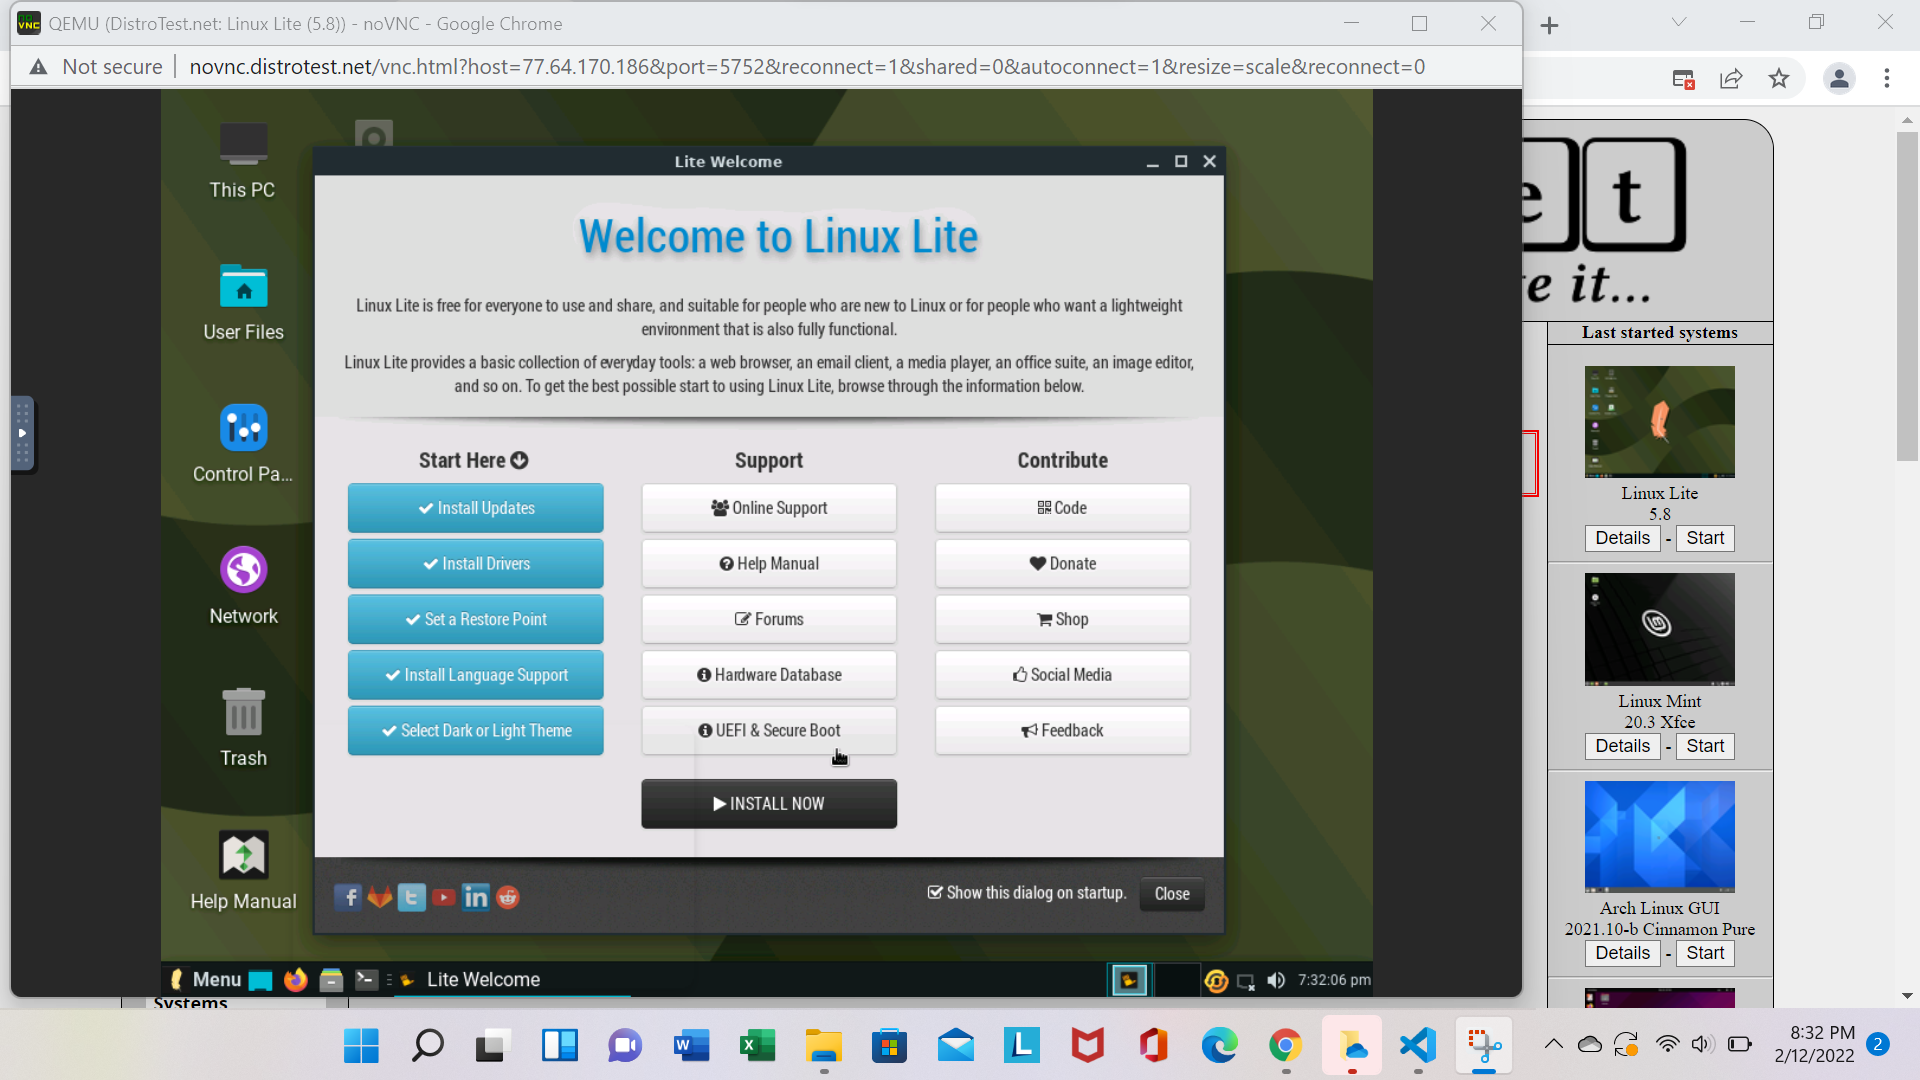 QEMU (DistroTest.net: Linux Lite (5.8)) - noVNC - Google Chrome
Not secure
novnc.distrotest.net/vnc.html?host=77.64.170.186&port=5752&reconnect=1&shared=0&autoconnect=1&resize=scale&reconnect=0
This PC
User Files
Control Pa...
Network
Trash
Help Manual
Lite Welcome
Welcome to Linux Lite
Linux Lite is free for everyone to use and share, and suitable for people who are new to Linux or for people who want a lightweight
environment that is also fully functional.
Linux Lite provides a basic collection of everyday tools: a web browser, an email client, a media player, an office suite, an image editor,
and so on. To get the best possible start to using Linux Lite, browse through the information below.
Start Here
Install Updates
Install Drivers
Set a Restore Point
Install Language Support
Select Dark or Light Theme
Support
Online Support
Help Manual
Forums
Hardware Database
UEFI & Secure Boot
INSTALL NOW
Contribute
Code
Donate
Shop
Social Media
Feedback
Show this dialog on startup.
Close
Menu
Lite Welcome
7:32:06 pm
Systems
e t
e it...
Last started systems
Linux Lite
5.8
Details - Start
Linux Mint
20.3 Xfce
Details - Start
Arch Linux GUI
2021.10-b Cinnamon Pure
Details - Start
8:32 PM
2/12/2022
2